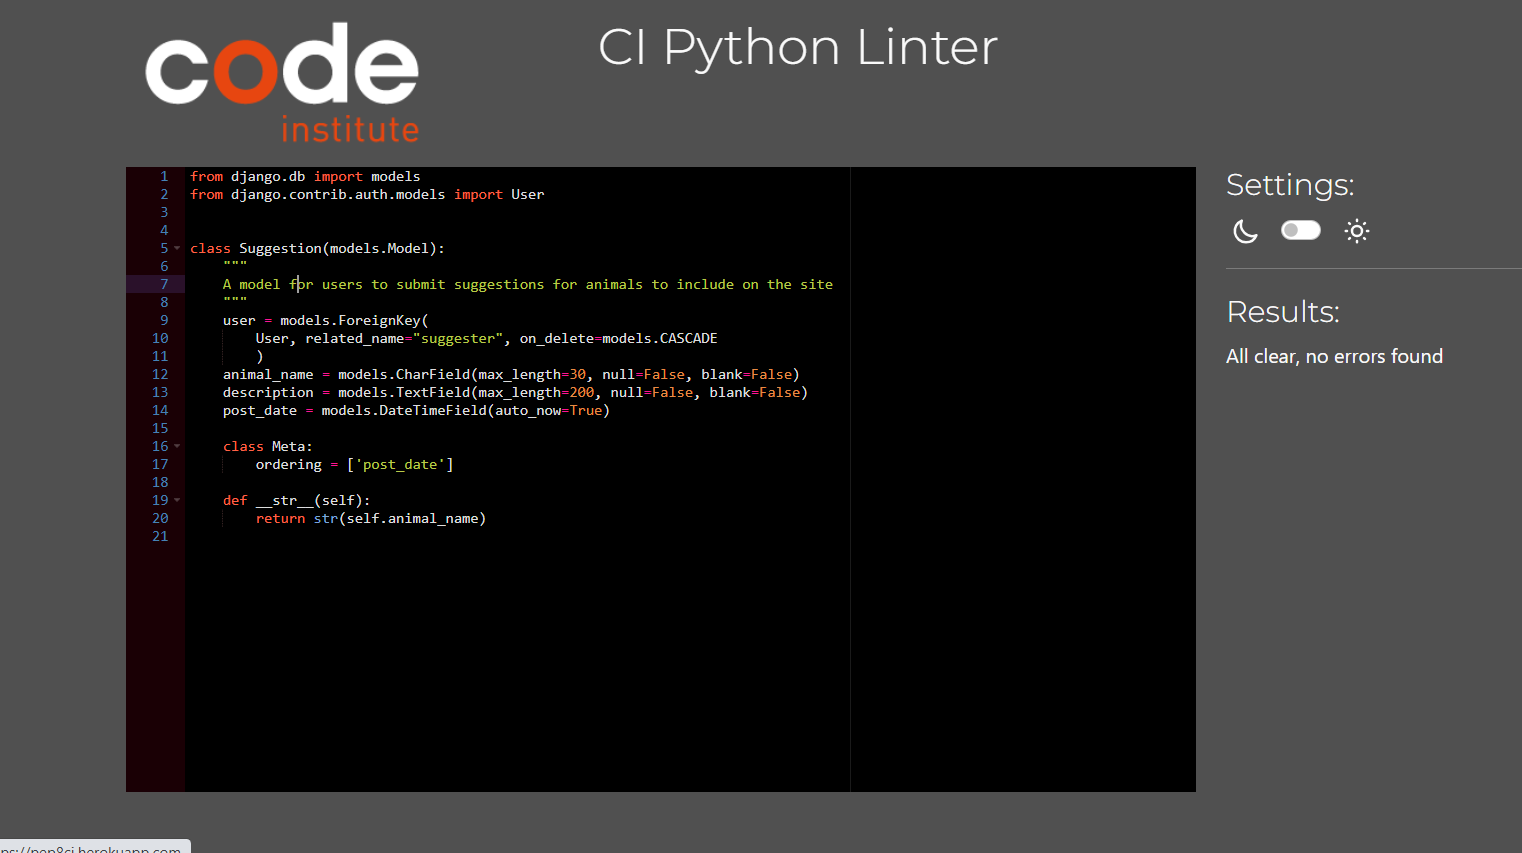 code
institute
CI Python Linter
1 from django.db import models
2 from django.contrib.auth.models import User
3
4
5 class Suggestion(models.Model):
6     """
7     A model for users to submit suggestions for animals to include on the site
8     """
9     user = models.ForeignKey(
10         User, related_name="suggester", on_delete=models.CASCADE
11         )
12     animal_name = models.CharField(max_length=30, null=False, blank=False)
13     description = models.TextField(max_length=200, null=False, blank=False)
14     post_date = models.DateTimeField(auto_now=True)
15
16     class Meta:
17         ordering = ['post_date']
18
19     def __str__(self):
20         return str(self.animal_name)
21
Settings:
Results:
All clear, no errors found